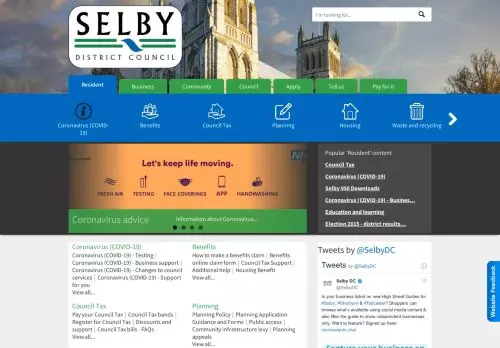 SELBY
DISTRICT COUNCIL
I'm looking for...
Resident
Business
Community
Council
Apply
Tell us
Pay for it
Coronavirus (COVID-
19)
Benefits
Council Tax
Planning
Housing
Waste and recycling
Let's keep life moving.
NH
FRESH AIR
TESTING
FACE COVERINGS
APP
HANDWASHING
Coronavirus advice
Information about Coronavirus...
Popular 'Resident' content
Council Tax
Coronavirus (COVID-19)
Selby 950 Downloads
Coronavirus (COVID-19) - Busines...
Education and learning
Election 2015 - district results...
Coronavirus (COVID-19)
Coronavirus (COVID-19) - Testing |
Coronavirus (COVID-19) - Business support |
Coronavirus (COVID-19) - Changes to council
services | Coronavirus (COVID-19) - Support
for you
View all...
Benefits
How to make a benefits claim | Benefits
online claim form | Council Tax Support |
Additional help | Housing Benefit
View all...
Council Tax
Pay your Council Tax | Council Tax bands |
Register for Council Tax | Discounts and
support | Council Tax bills - FAQs
View all...
Planning
Planning Policy | Planning Application
Guidance and Forms | Public access |
Community infrastructure levy | Planning
appeals
View all...
Tweets by @SelbyDC
Tweets by @SelbyDC
Selby DC
@SelbyDC
Is your business listed on new High Street Guides for
#Selby, #Sherburn & #Tadcaster? Shoppers can
browse what's available using social media content &
also filter the guide to show independent businesses
only. Want to feature? Signed up here:
Capture your business on
Website Feedback